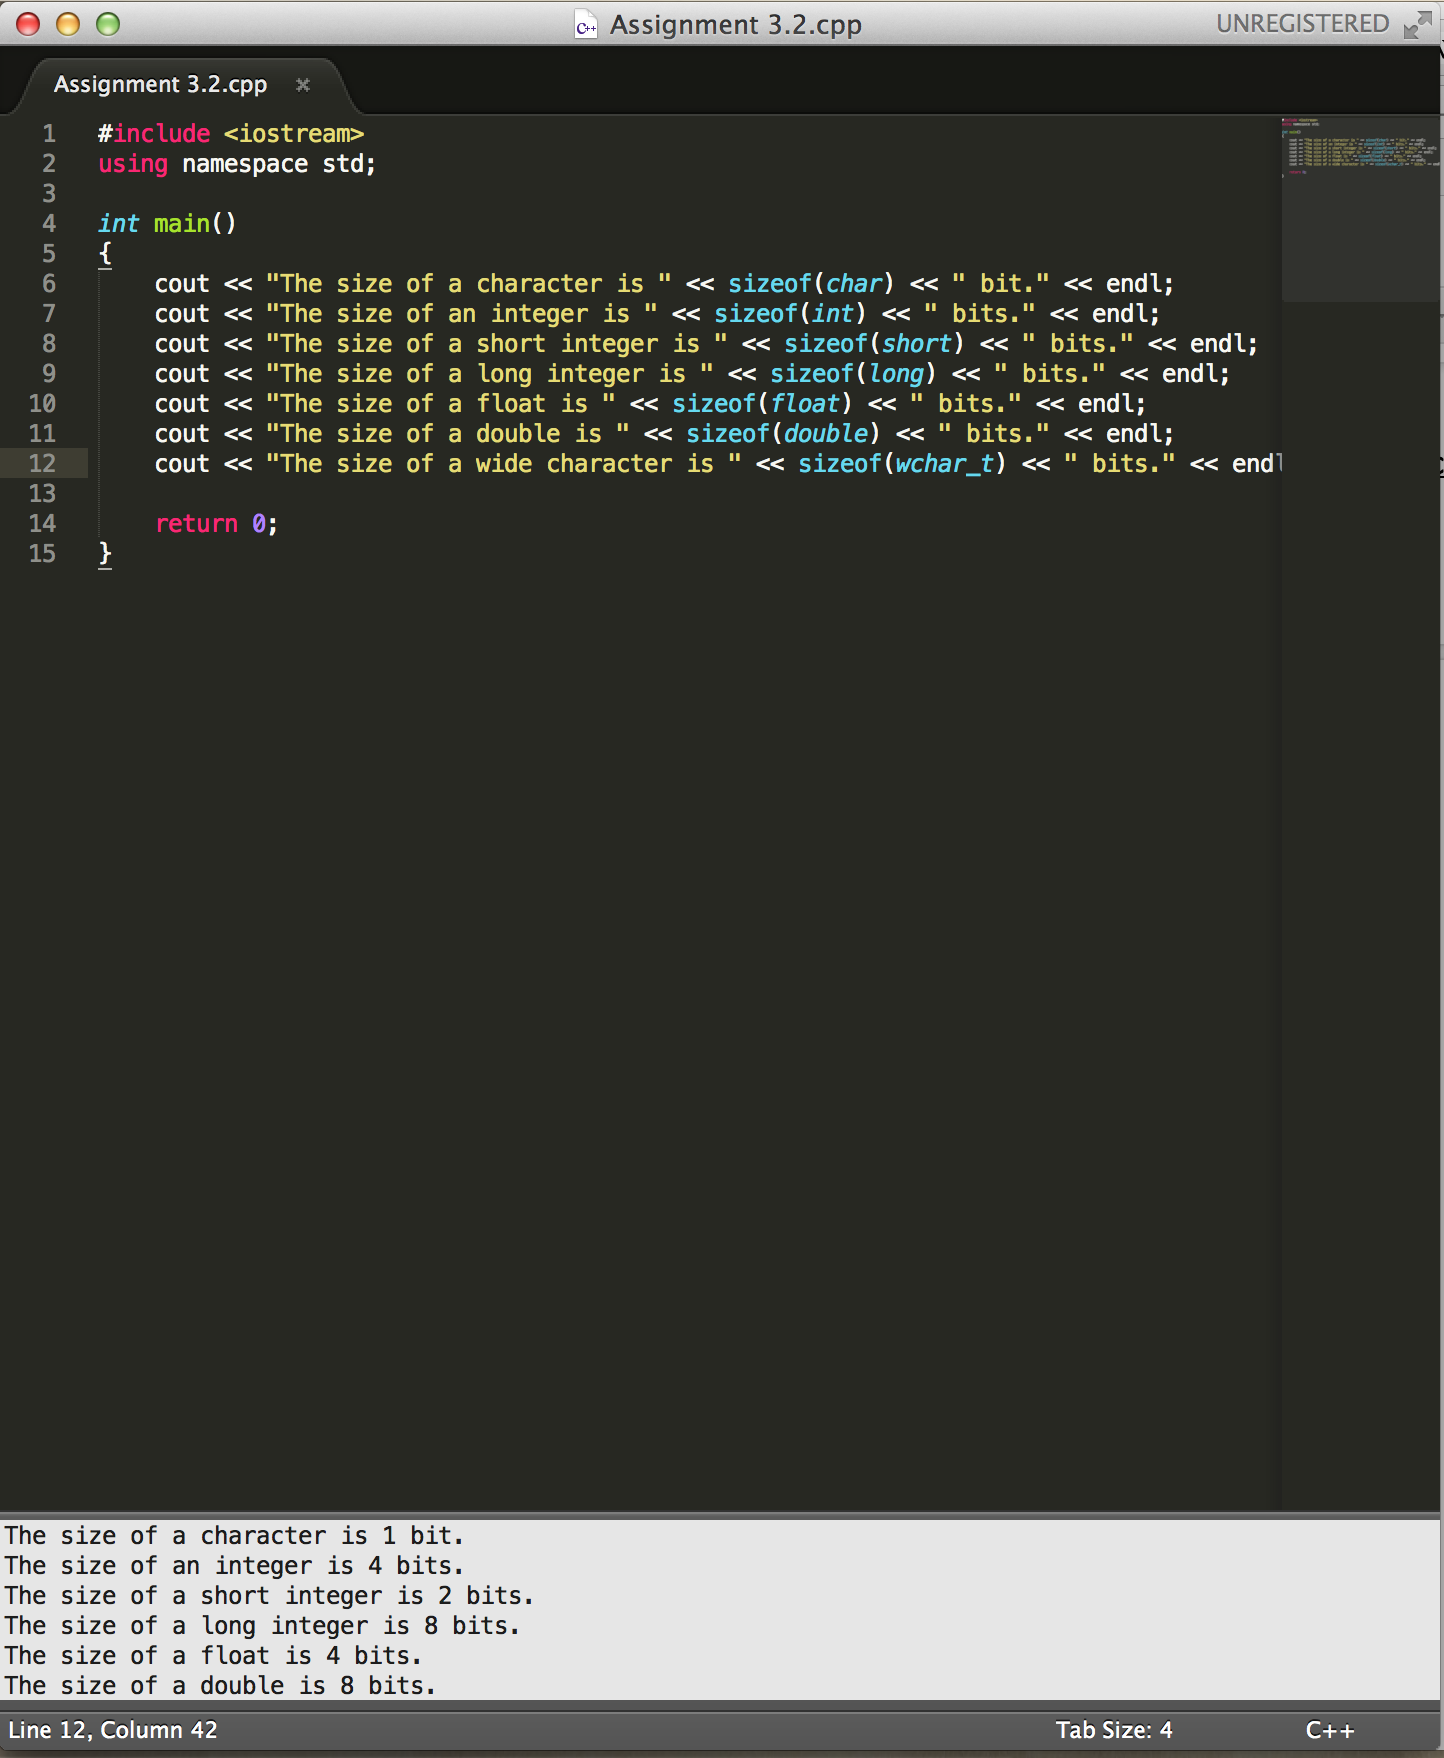 Assignment 3.2.cpp
UNREGISTERED
Assignment 3.2.cpp ×
1 #include <iostream>
2 using namespace std;
3
4 int main()
5 {
6     cout << "The size of a character is " << sizeof(char) << " bit." << endl;
7     cout << "The size of an integer is " << sizeof(int) << " bits." << endl;
8     cout << "The size of a short integer is " << sizeof(short) << " bits." << endl;
9     cout << "The size of a long integer is " << sizeof(long) << " bits." << endl;
10     cout << "The size of a float is " << sizeof(float) << " bits." << endl;
11     cout << "The size of a double is " << sizeof(double) << " bits." << endl;
12     cout << "The size of a wide character is " << sizeof(wchar_t) << " bits." << endl
13
14     return 0;
15 }
The size of a character is 1 bit.
The size of an integer is 4 bits.
The size of a short integer is 2 bits.
The size of a long integer is 8 bits.
The size of a float is 4 bits.
The size of a double is 8 bits.
Line 12, Column 42
Tab Size: 4
C++